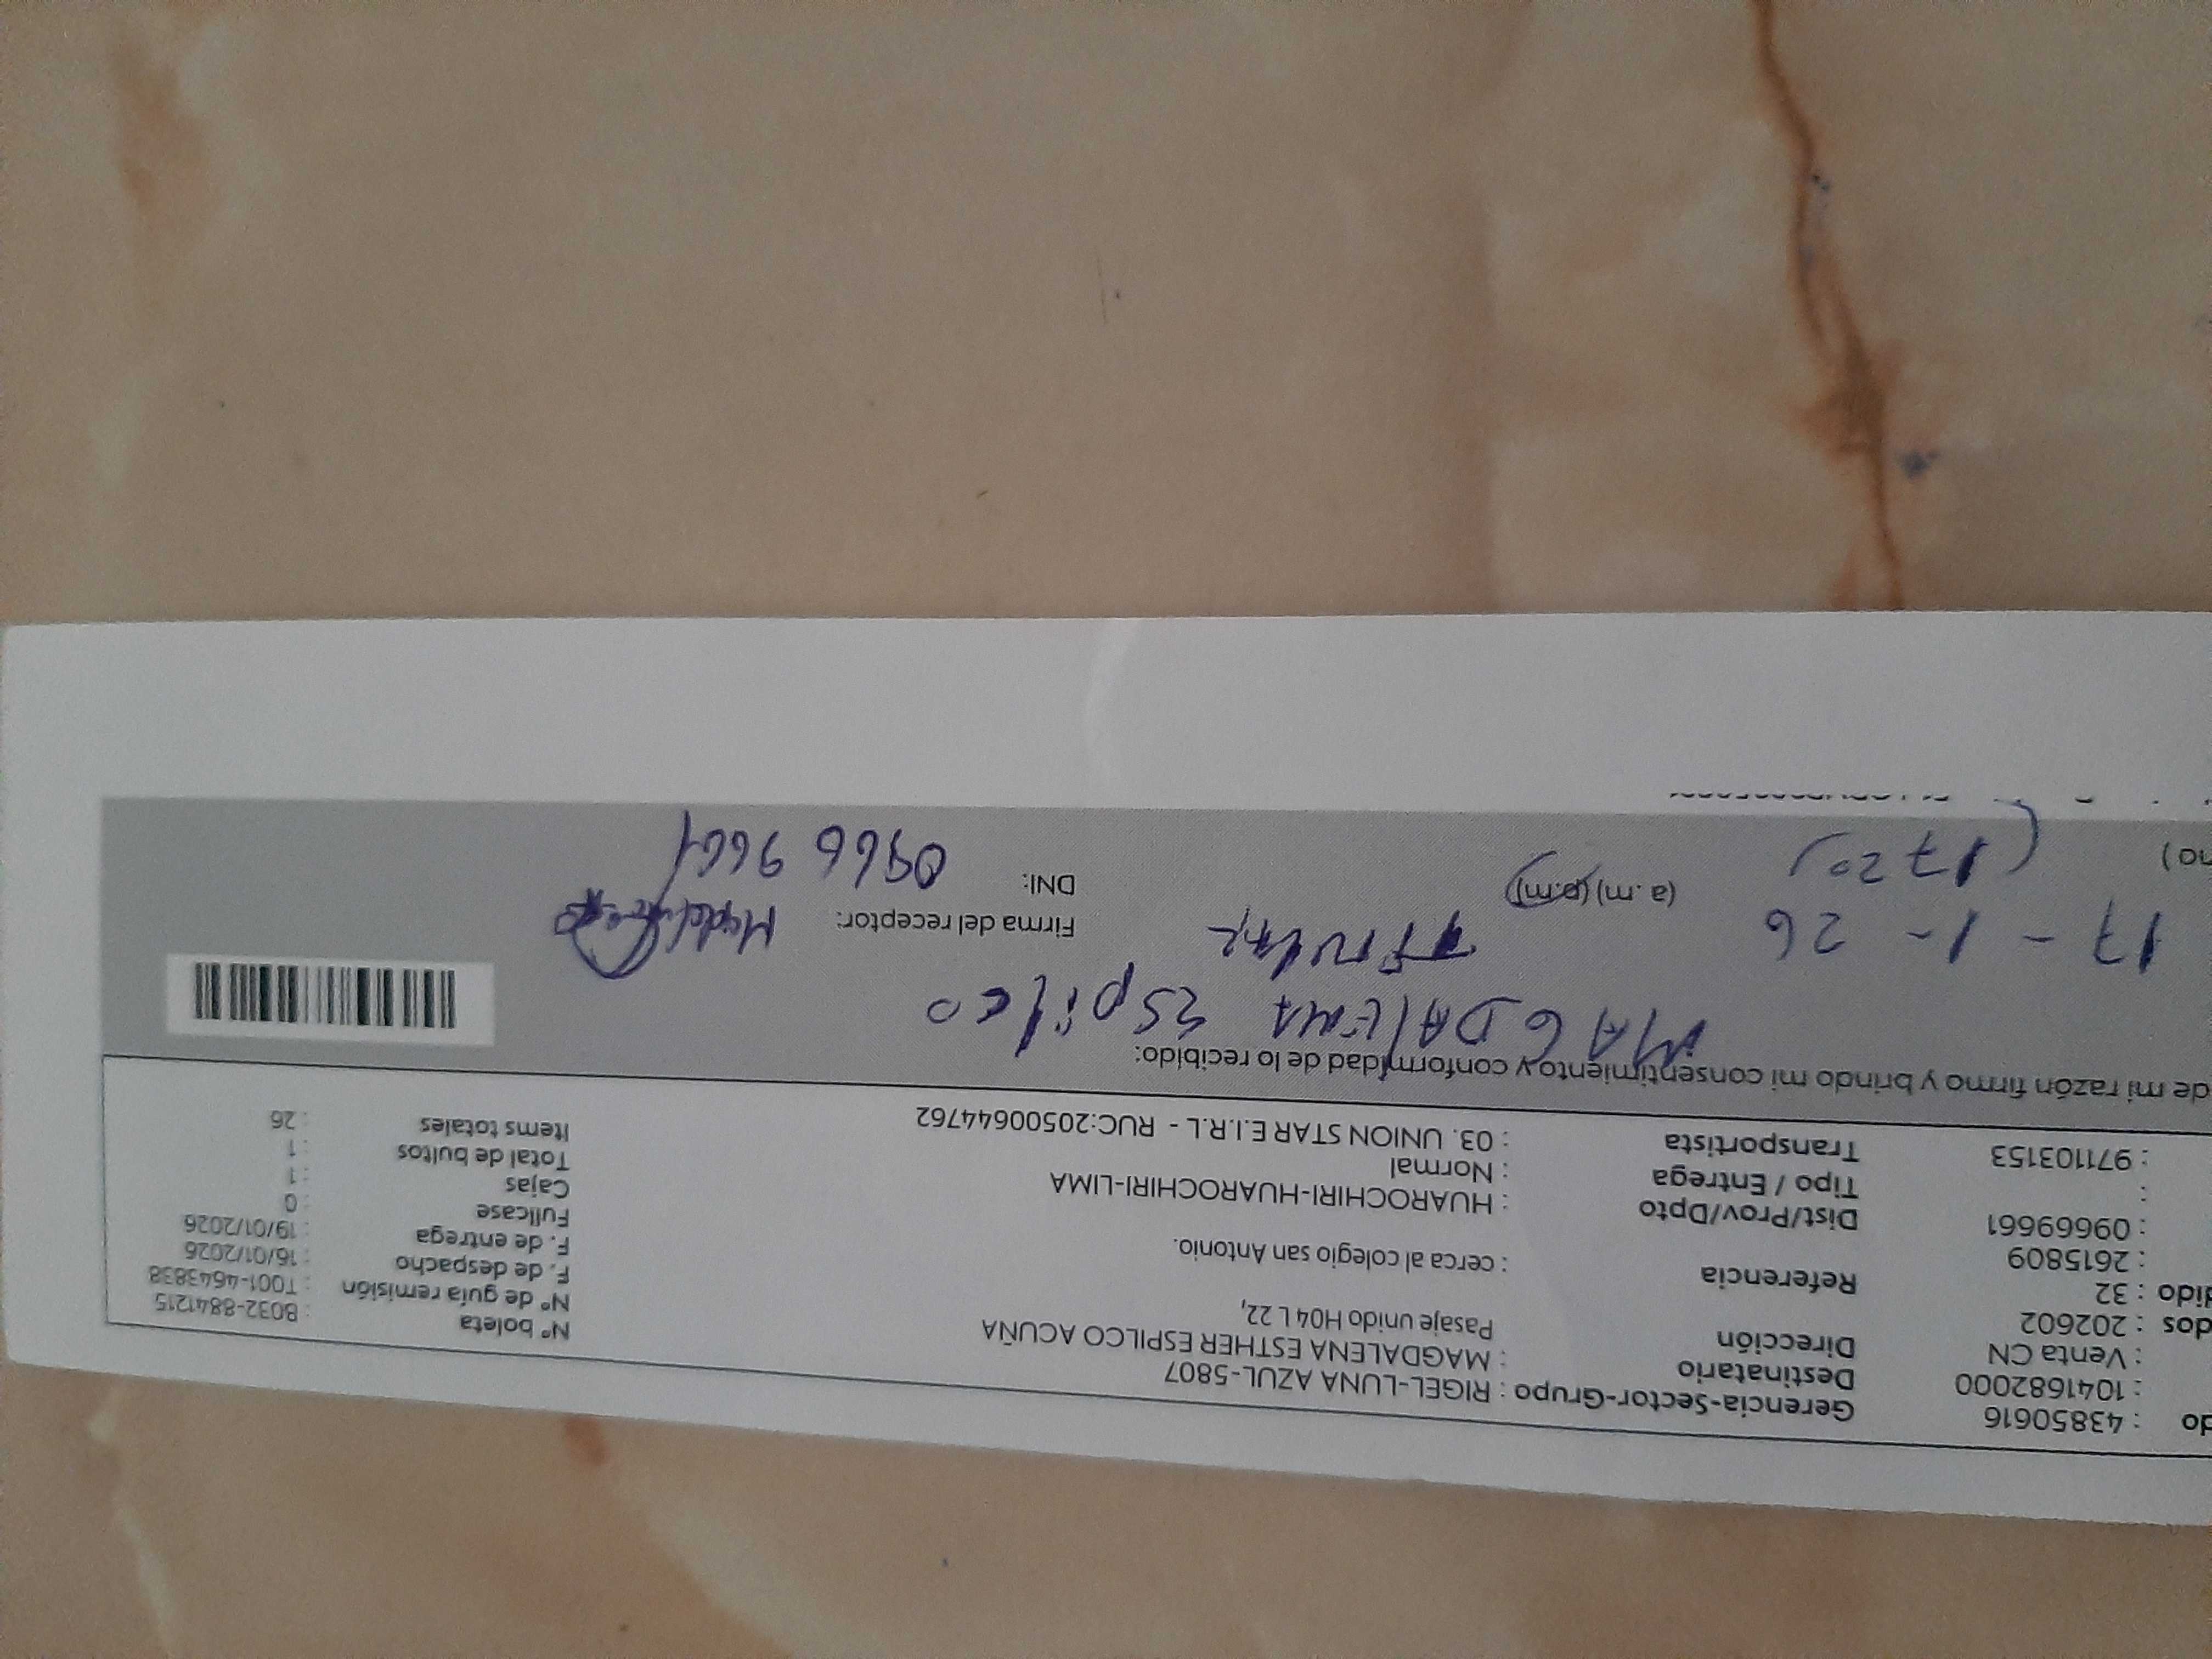 do : 43850616 Gerencia-Sector-Grupo : RIGEL-LUNA AZUL-5807
: 1041682000 Destinatario : MAGDALENA ESTHER ESPILCO ACUÑA
: Venta CN Dirección Pasaje unido H04 L 22,
dos : 202602
dido : 32 Referencia : cerca al colegio san Antonio.
: 2615809
: 09669661 Dist/Prov/Dpto : HUAROCHIRI-HUAROCHIRI-LIMA
: Tipo / Entrega : Normal
: 971103153 Transportista : 03. UNION STAR E.I.R.L - RUC:20500644762
N° boleta : B032-8841215
N° de guía remisión : T001-4643838
F. de despacho : 16/01/2026
F. de entrega : 19/01/2026
Fullcase : 0
Cajas : 1
Total de bultos : 1
Items totales : 26
de mi razón firmo y brindo mi consentimiento y conformidad de lo recibido:
MAGDALENA Espilco
17 - 1 - 26
Firma del receptor:
no) (1720) (a.m) (p.m)
DNI: 09669661